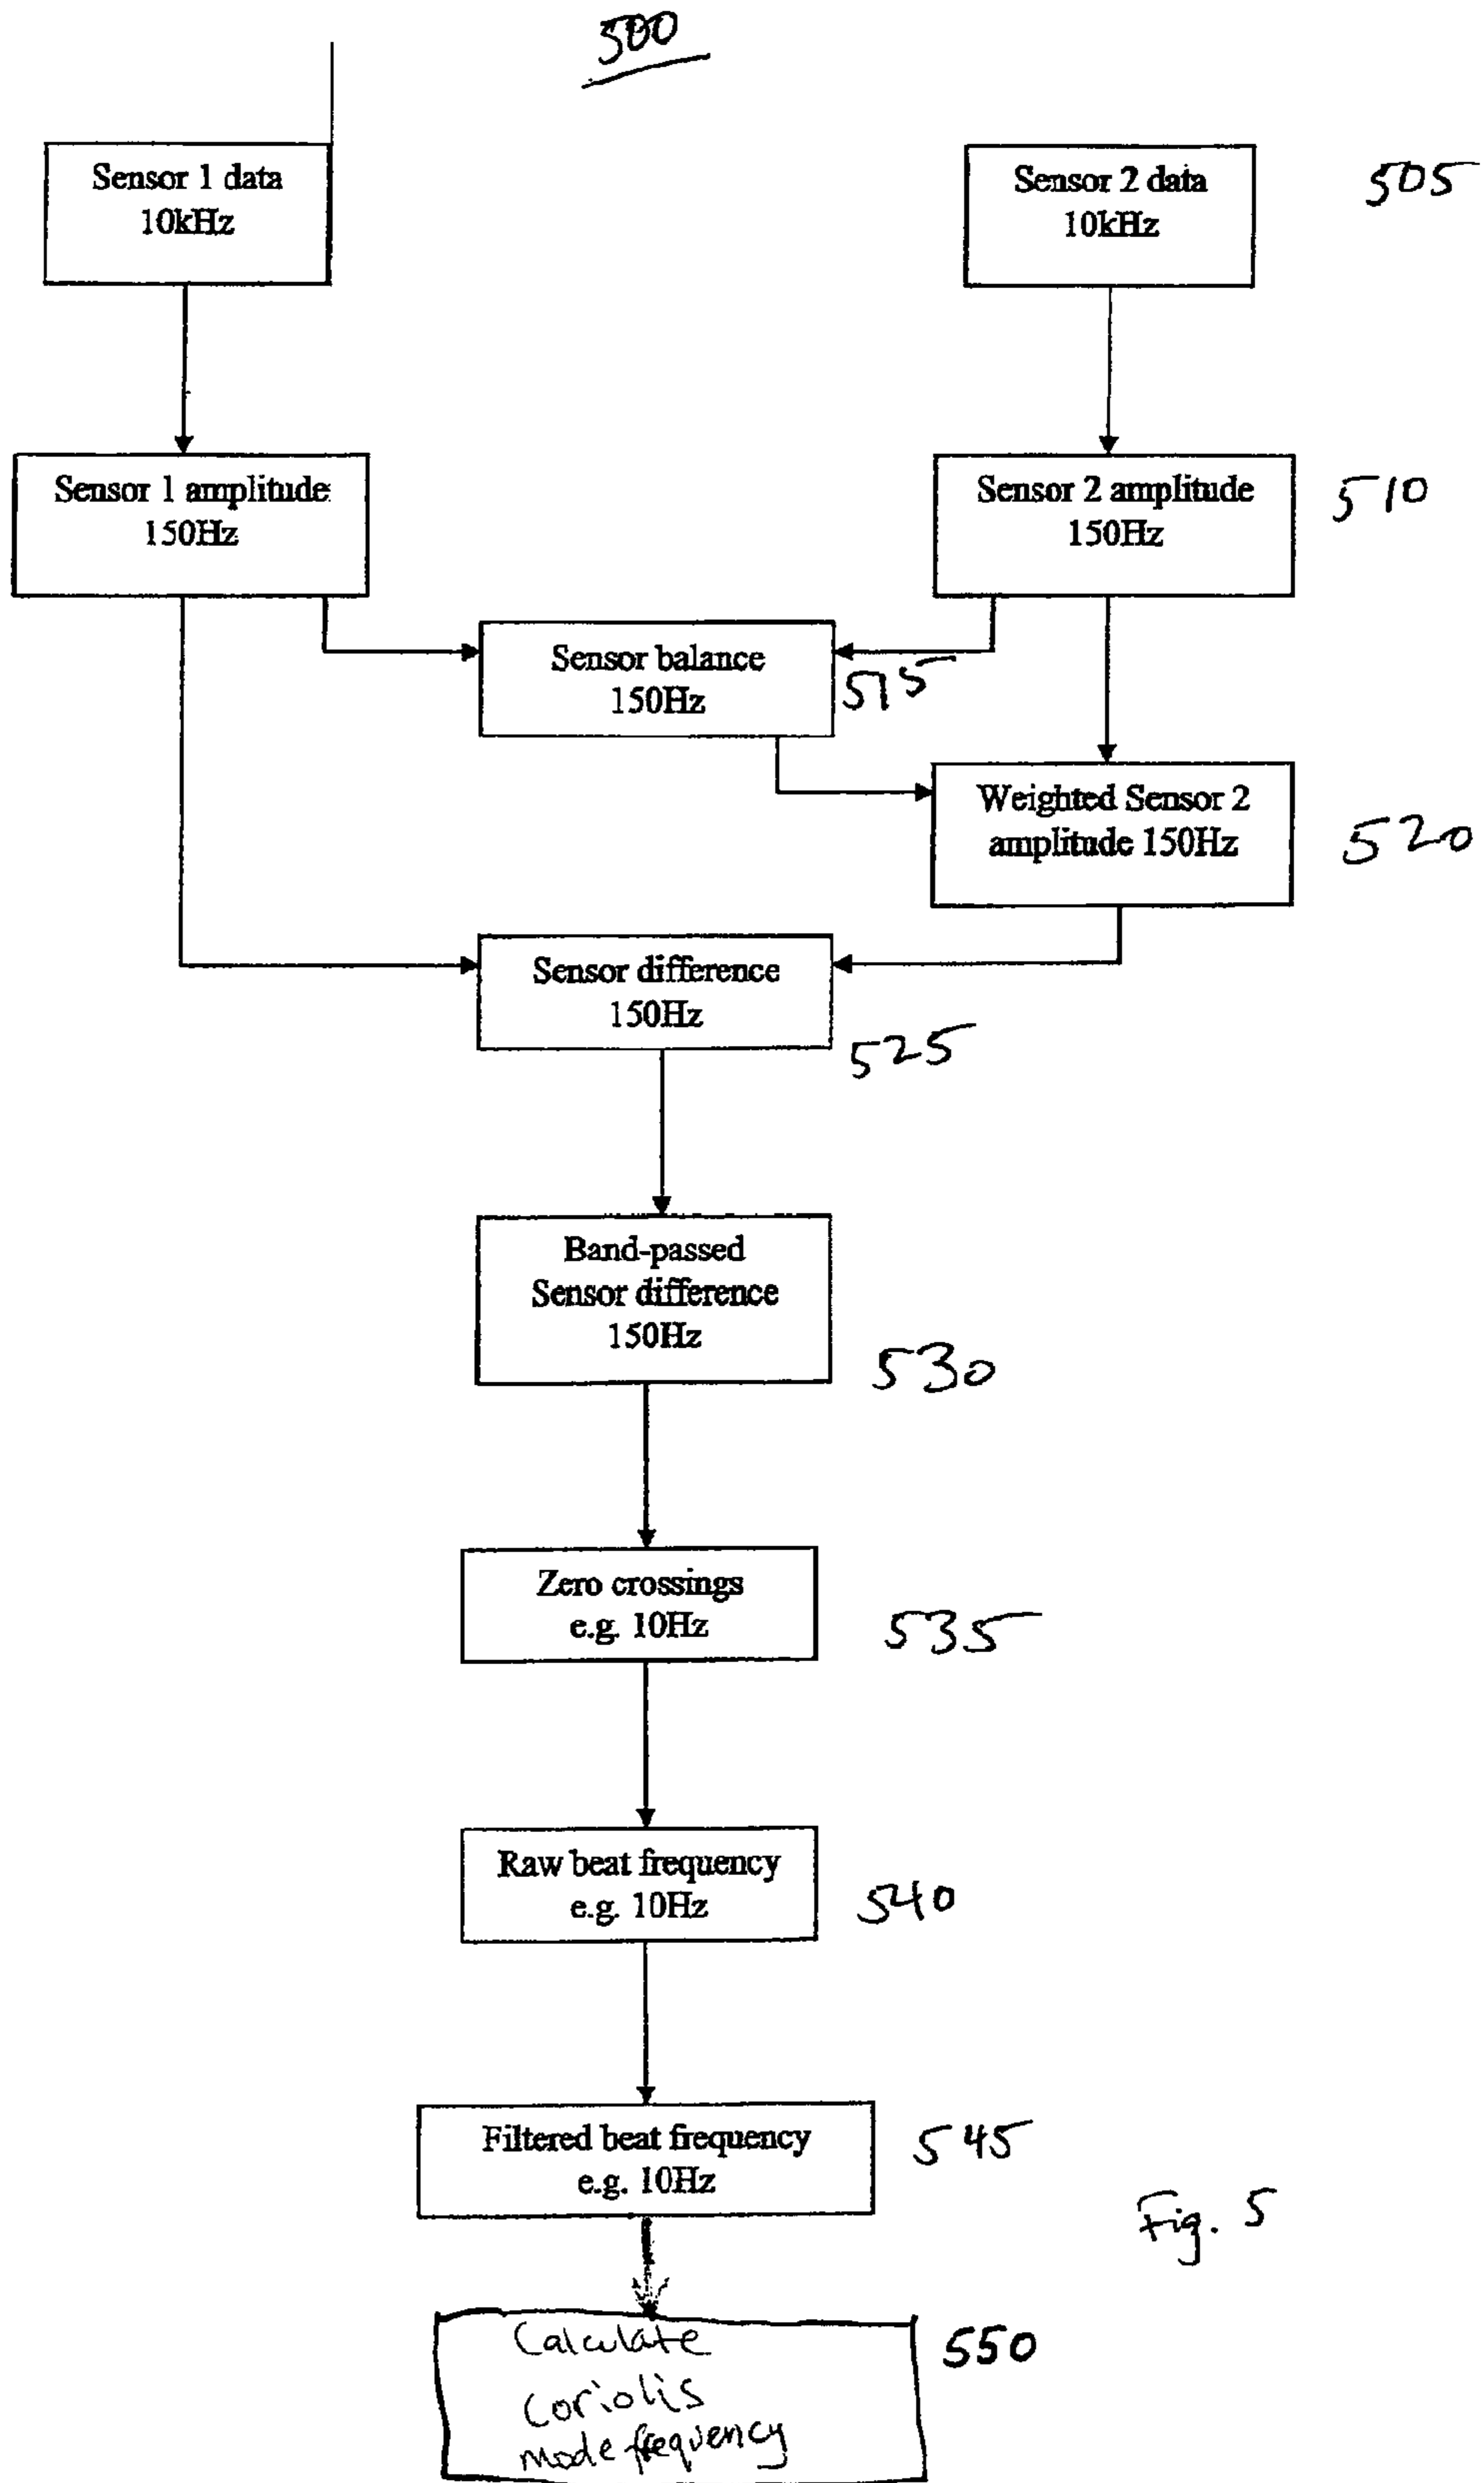 500
Sensor 1 data
10kHz
Sensor 2 data
10kHz
505
Sensor 1 amplitude
150Hz
Sensor 2 amplitude
150Hz
510
Sensor balance
150Hz
515
Weighted Sensor 2
amplitude 150Hz
520
Sensor difference
150Hz
525
Band-passed
Sensor difference
150Hz
530
Zero crossings
e.g. 10Hz
535
Raw beat frequency
e.g. 10Hz
540
Filtered beat frequency
e.g. 10Hz
545
Fig. 5
Calculate
Coriolis
mode frequency
550